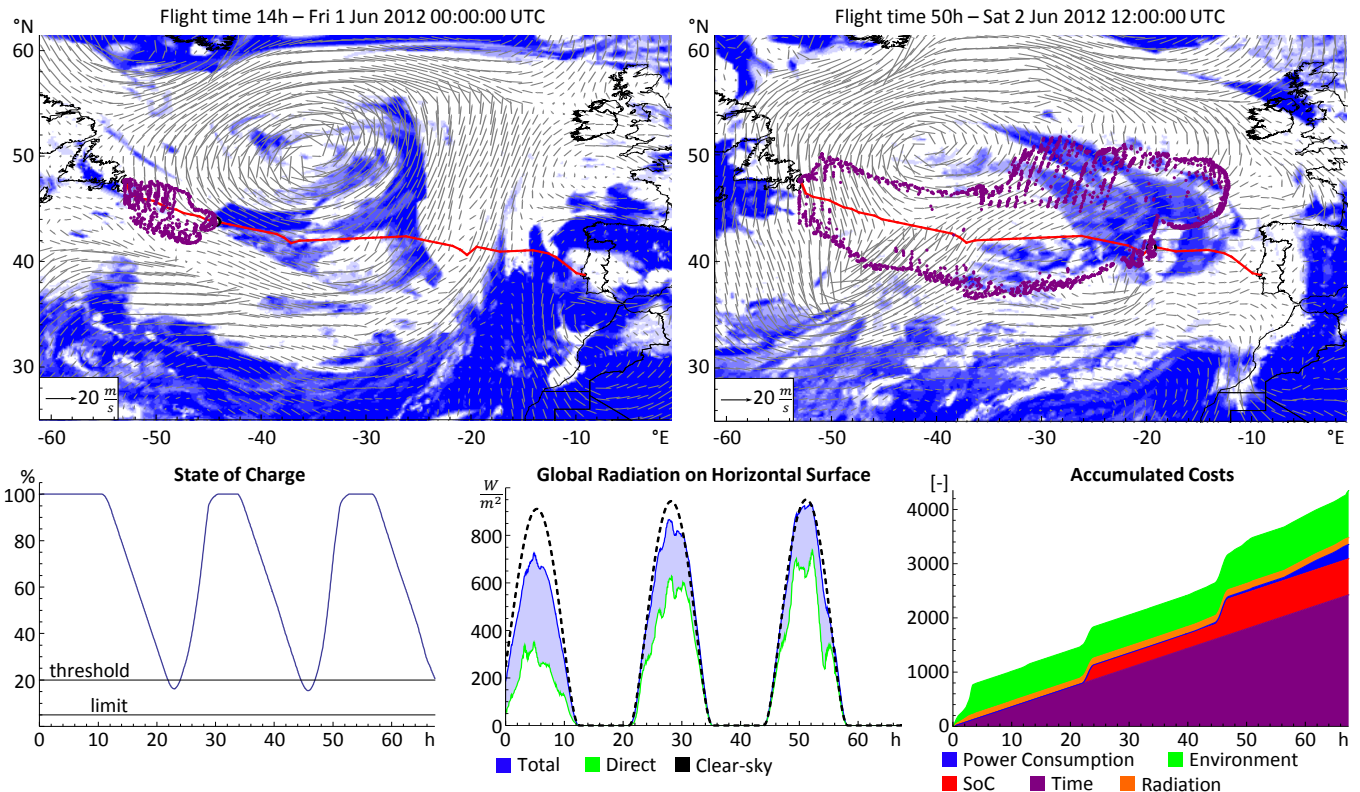 Flight time 14h – Fri 1 Jun 2012 00:00:00 UTC
°N
60
50
40
30
20 m/s
-60 -50 -40 -30 -20 -10 °E
Flight time 50h – Sat 2 Jun 2012 12:00:00 UTC
°N
60
50
40
30
20 m/s
-60 -50 -40 -30 -20 -10 °E
State of Charge
%
100
80
60
40
20
0
threshold
limit
0 10 20 30 40 50 60 h
Global Radiation on Horizontal Surface
W/m²
800
600
400
200
0
0 10 20 30 40 50 60 h
Total Direct Clear-sky
Accumulated Costs
[-]
4000
3000
2000
1000
0
0 10 20 30 40 50 60 h
Power Consumption Environment
SoC Time Radiation